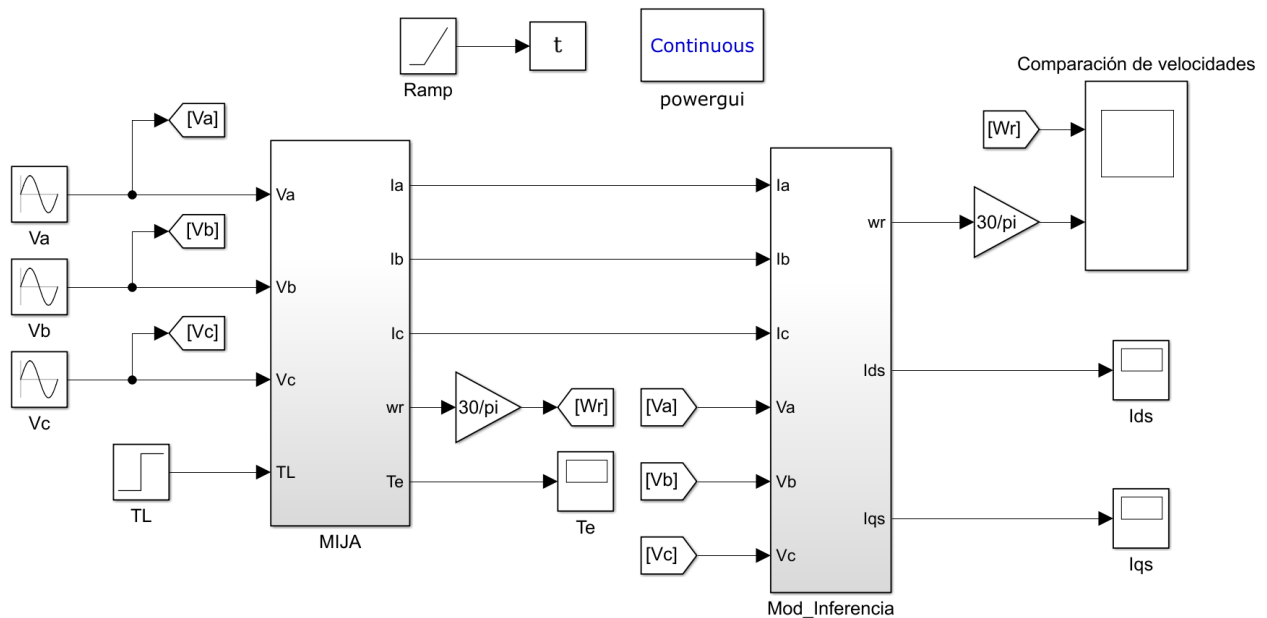 t
Ramp
Continuous
powergui
Comparación de velocidades
[Va]
[Wr]
Va
Va
Ia
Ia
[Vb]
wr
30/pi
Vb
Vb
Ib
Ib
[Vc]
Ic
Ic
Vc
Vc
Ids
Ids
wr
30/pi
[Wr]
[Va]
Va
TL
TL
Te
Te
[Vb]
Vb
Iqs
Iqs
MIJA
[Vc]
Vc
Mod_Inferencia